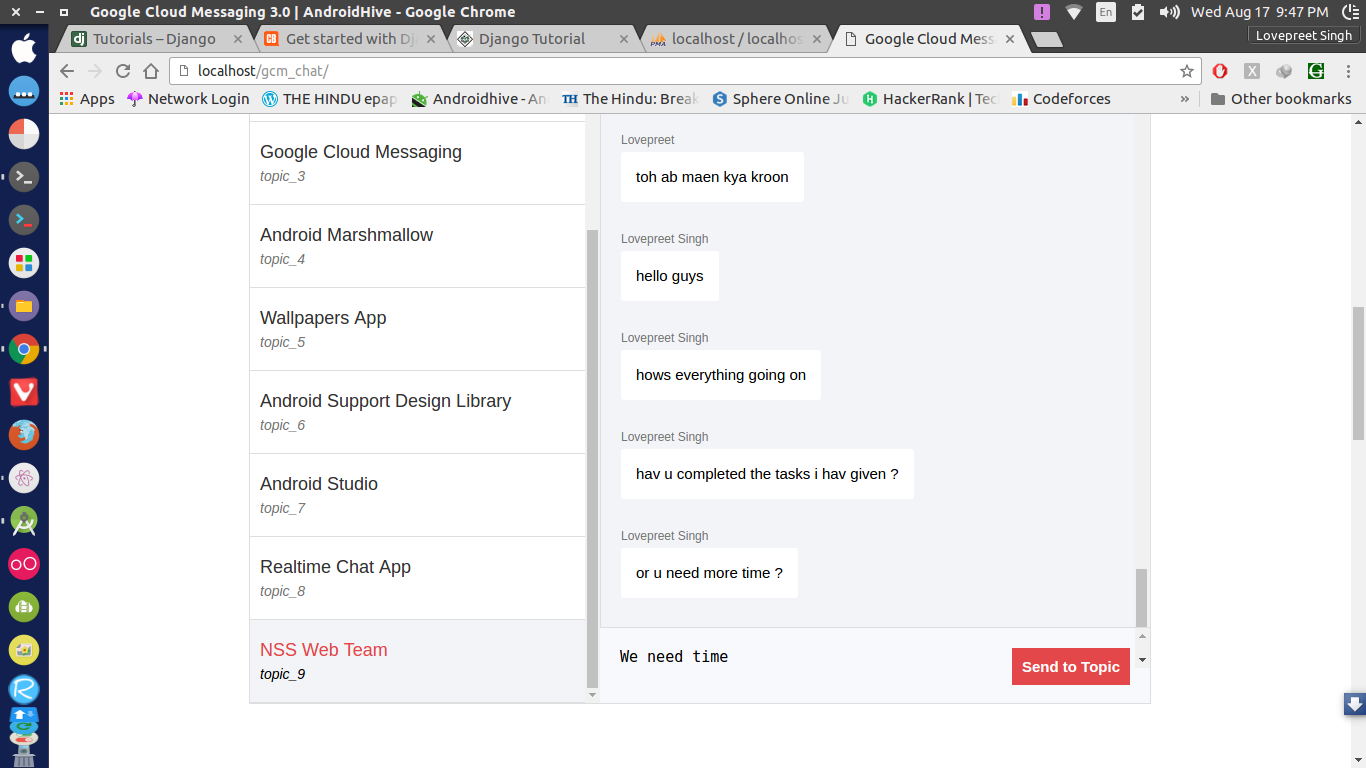 Google Cloud Messaging 3.0 | AndroidHive - Google Chrome
En
Wed Aug 17 9:47 PM
Lovepreet Singh
Tutorials – Django
Get started with Dj
Django Tutorial
localhost / localhos
Google Cloud Mess
localhost/gcm_chat/
Apps
Network Login
THE HINDU epap
Androidhive - An
The Hindu: Break
Sphere Online Ju
HackerRank | Tec
Codeforces
»
Other bookmarks
Google Cloud Messaging
topic_3
Android Marshmallow
topic_4
Wallpapers App
topic_5
Android Support Design Library
topic_6
Android Studio
topic_7
Realtime Chat App
topic_8
NSS Web Team
topic_9
Lovepreet
toh ab maen kya kroon
Lovepreet Singh
hello guys
Lovepreet Singh
hows everything going on
Lovepreet Singh
hav u completed the tasks i hav given ?
Lovepreet Singh
or u need more time ?
We need time
Send to Topic